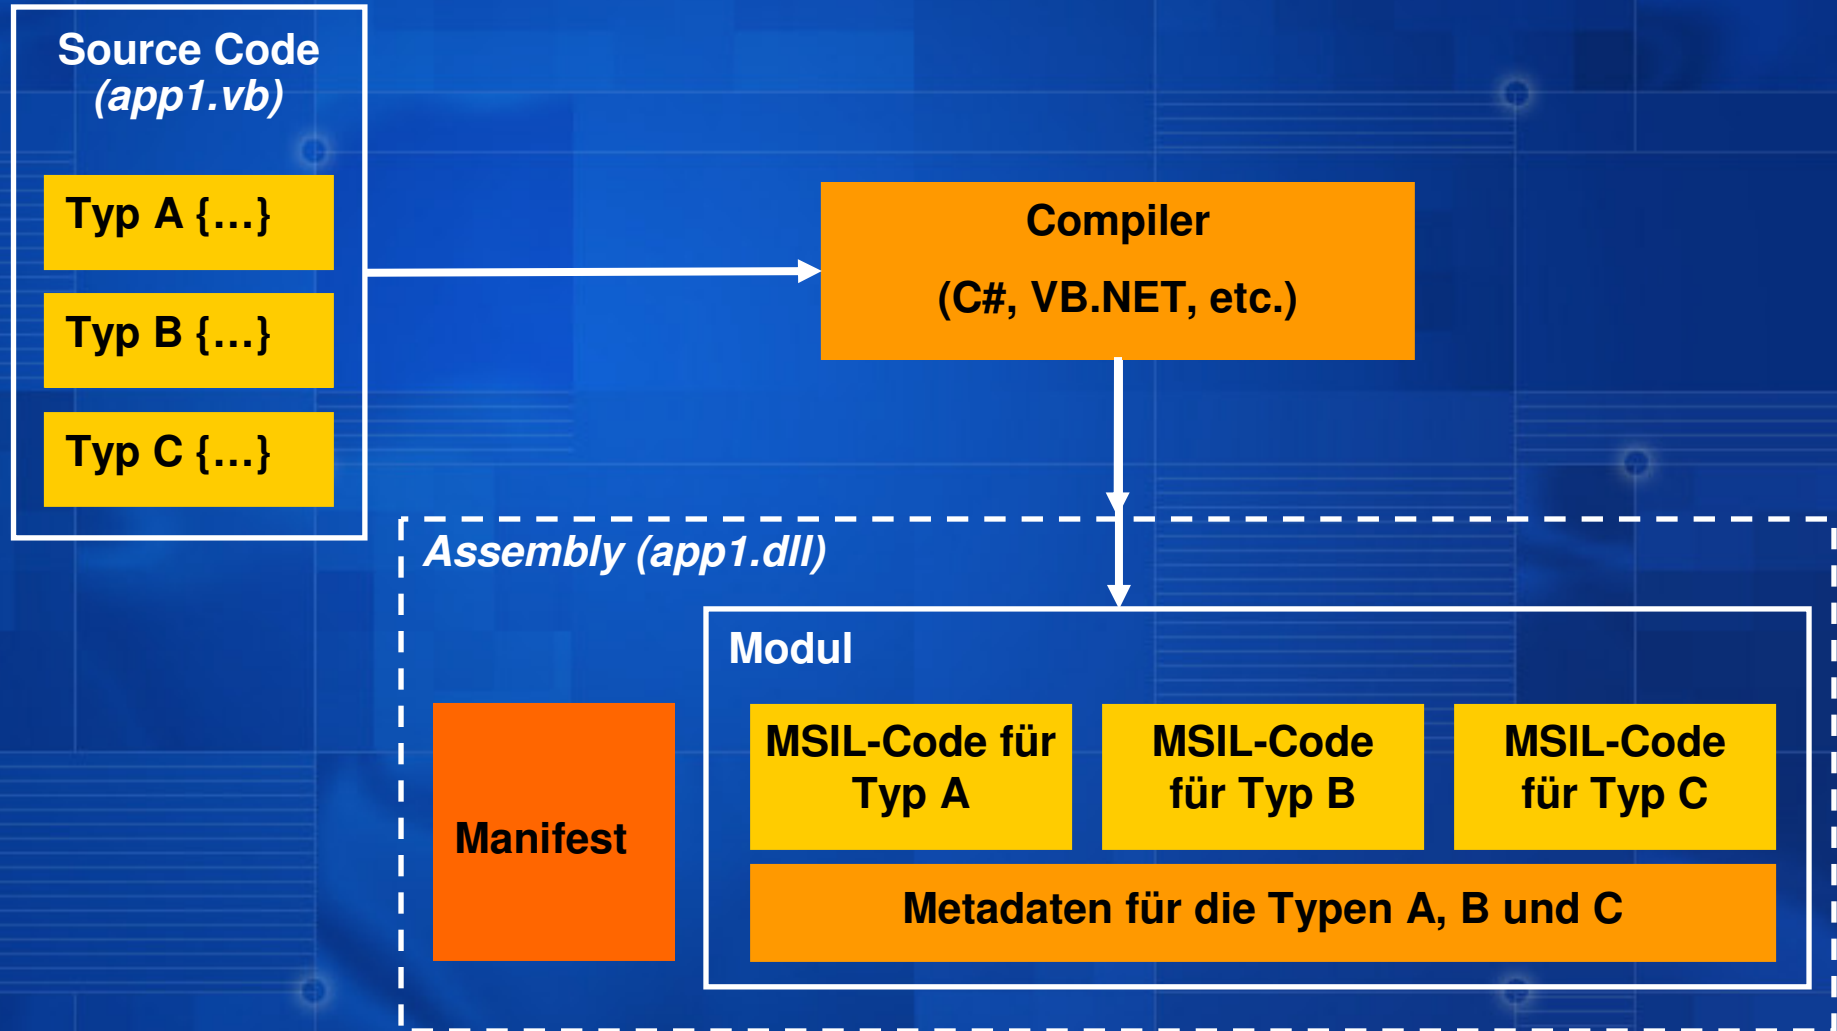 Source Code
(app1.vb)
Typ A {…}
Typ B {…}
Typ C {…}
Compiler
(C#, VB.NET, etc.)
Assembly (app1.dll)
Modul
Manifest
MSIL-Code für
Typ A
MSIL-Code
für Typ B
MSIL-Code
für Typ C
Metadaten für die Typen A, B und C